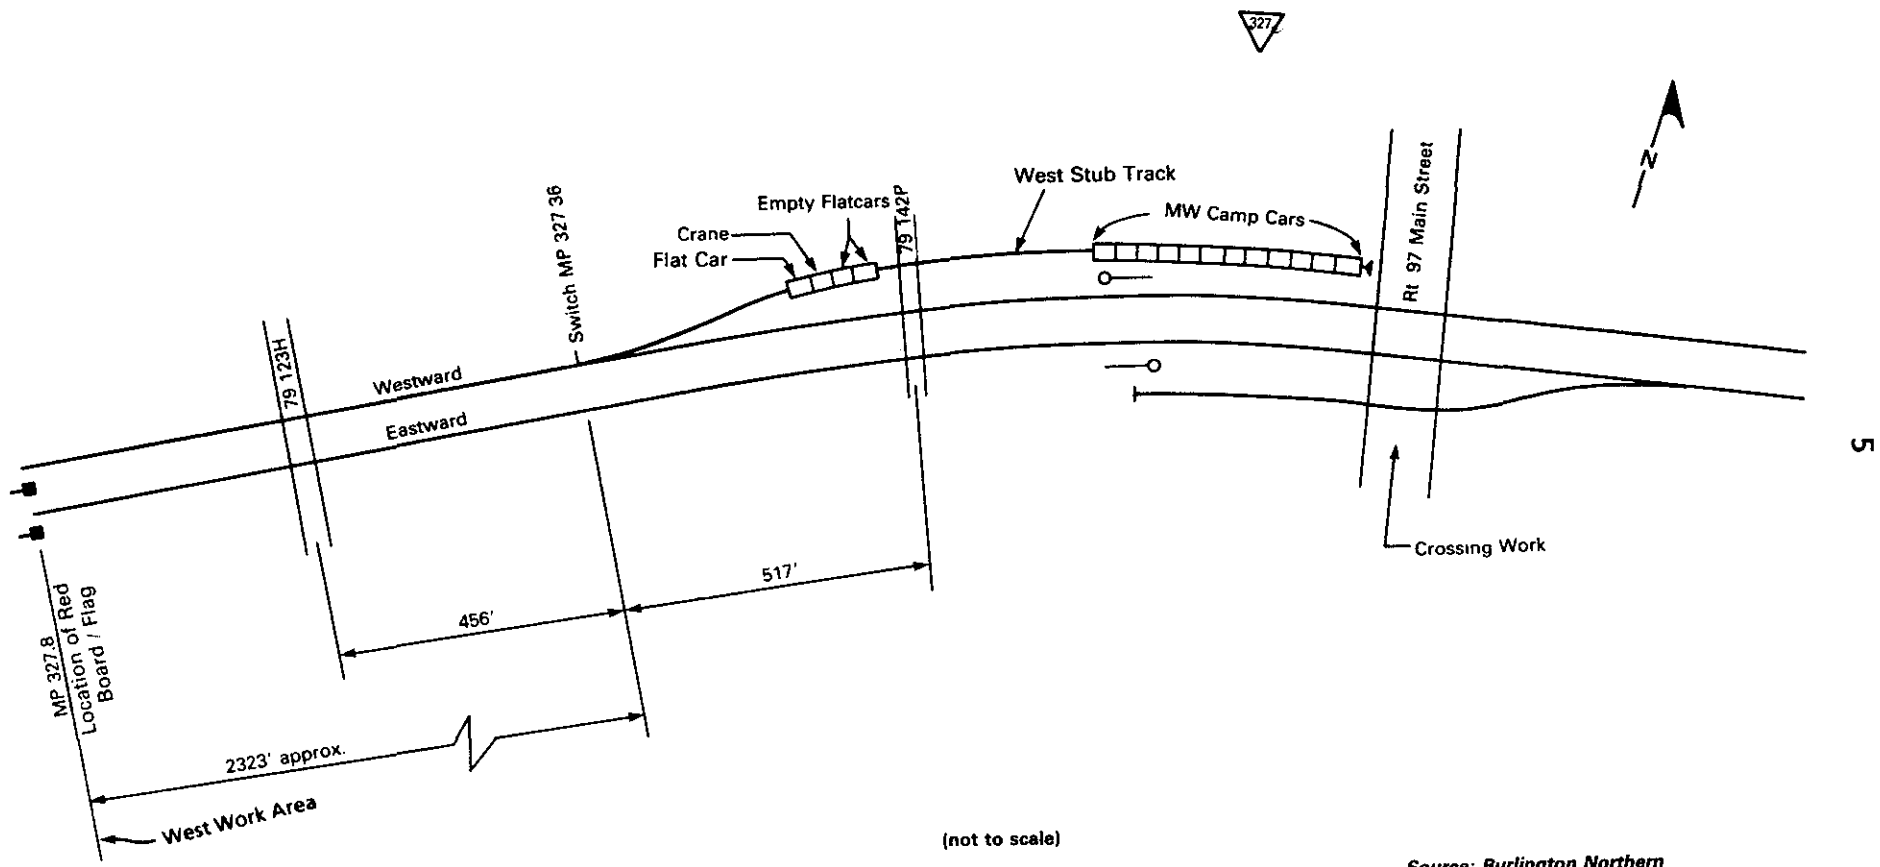 327
N
Rt 97 Main Street
West Stub Track
MW Camp Cars
Empty Flatcars
Crane
Flat Car
79 142P
Switch MP 327 36
79 123H
Westward
Eastward
5
Crossing Work
517'
456'
MP 327.8
Location of Red
Board / Flag
2323' approx.
West Work Area
(not to scale)
Source: Burlington Northern